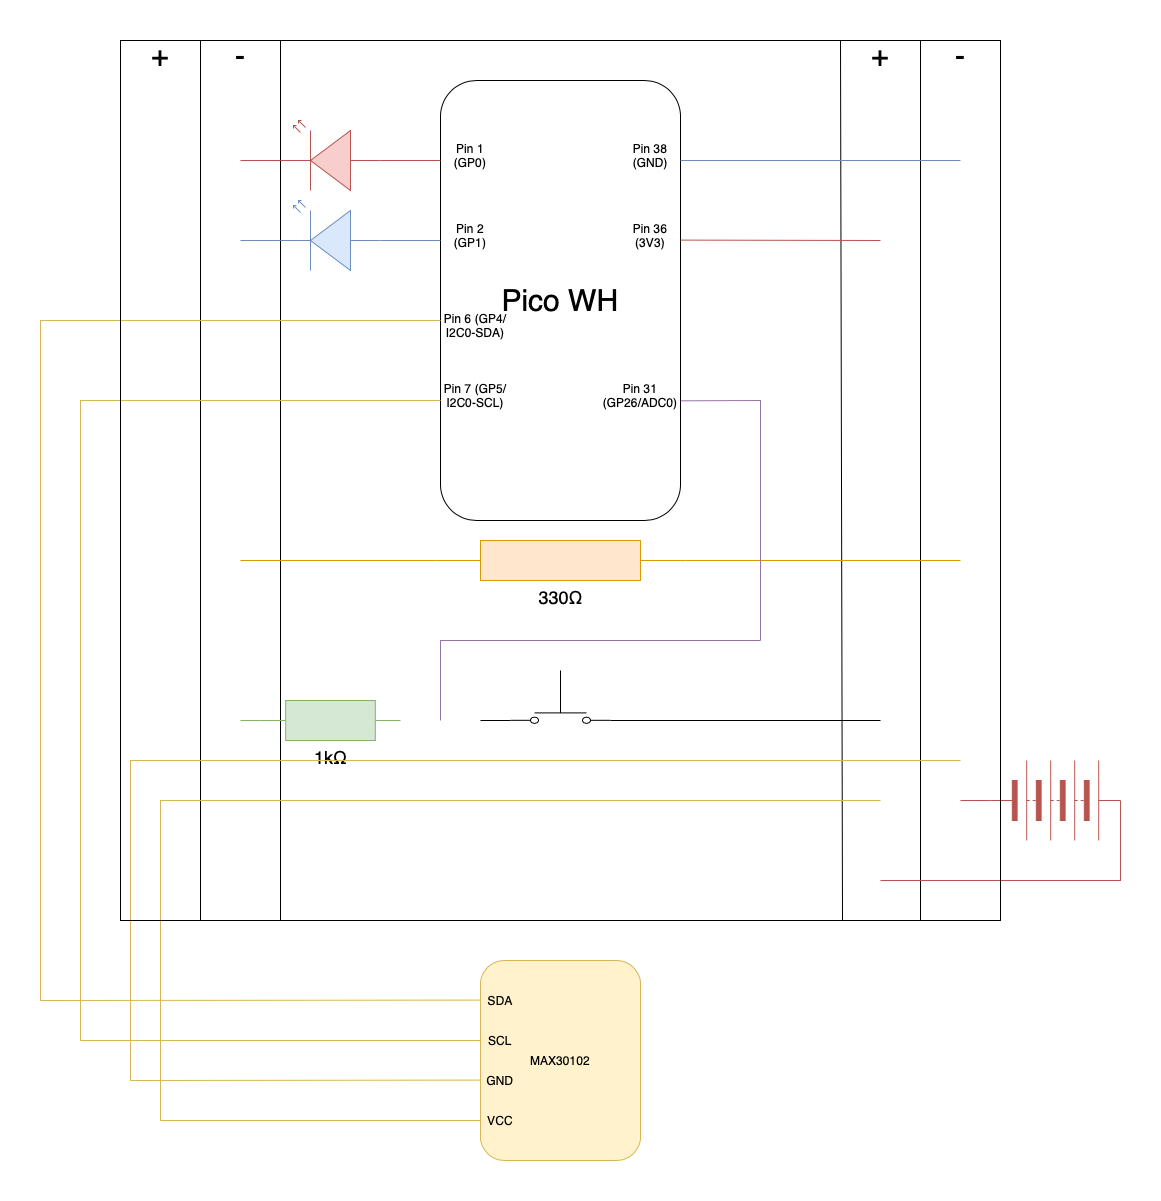 +
-
+
-
Pin 1
(GP0)
Pin 38
(GND)
Pin 2
(GP1)
Pin 36
(3V3)
Pico WH
Pin 6 (GP4/
I2C0-SDA)
Pin 7 (GP5/
I2C0-SCL)
Pin 31
(GP26/ADC0)
330Ω
1kΩ
SDA
SCL
MAX30102
GND
VCC